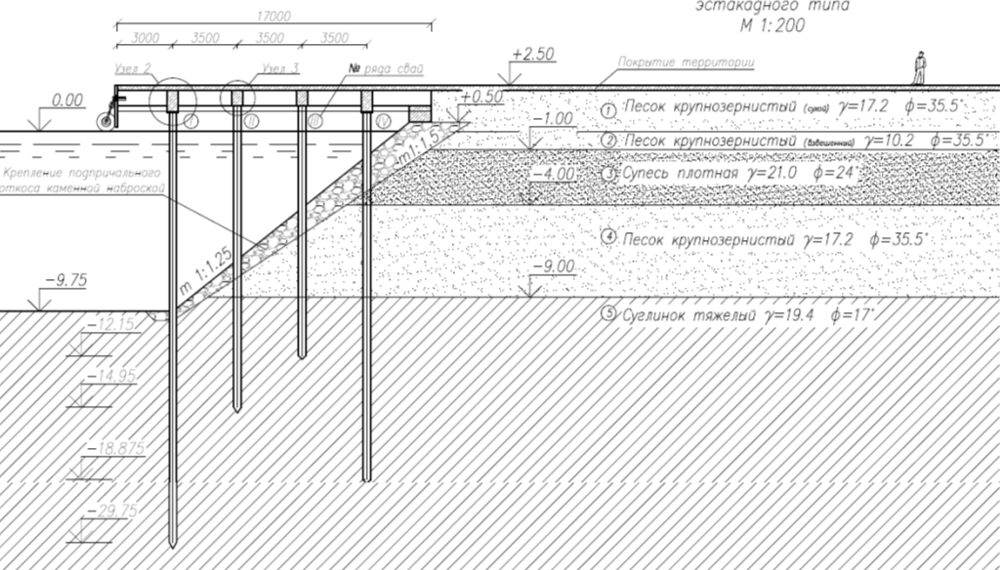 эстакадного типа
М 1:200
17000
3000
3500
3500
3500
Узел 2
Узел 3
№ ряда свай
+2.50
Покрытие территории
0.00
+0.50
① Песок крупнозернистый (сухой) γ=17.2 ϕ=35.5°
-1.00
② Песок крупнозернистый (взвешенный) γ=10.2 ϕ=35.5°
m1:1.5
Крепление подпричального
откоса каменной наброской
-4.00
③ Супесь плотная γ=21.0 ϕ=24°
④ Песок крупнозернистый γ=17.2 ϕ=35.5°
m 1:1.25
-9.75
-9.00
⑤ Суглинок тяжелый γ=19.4 ϕ=17°
-12.15
-14.95
-18.875
-29.75